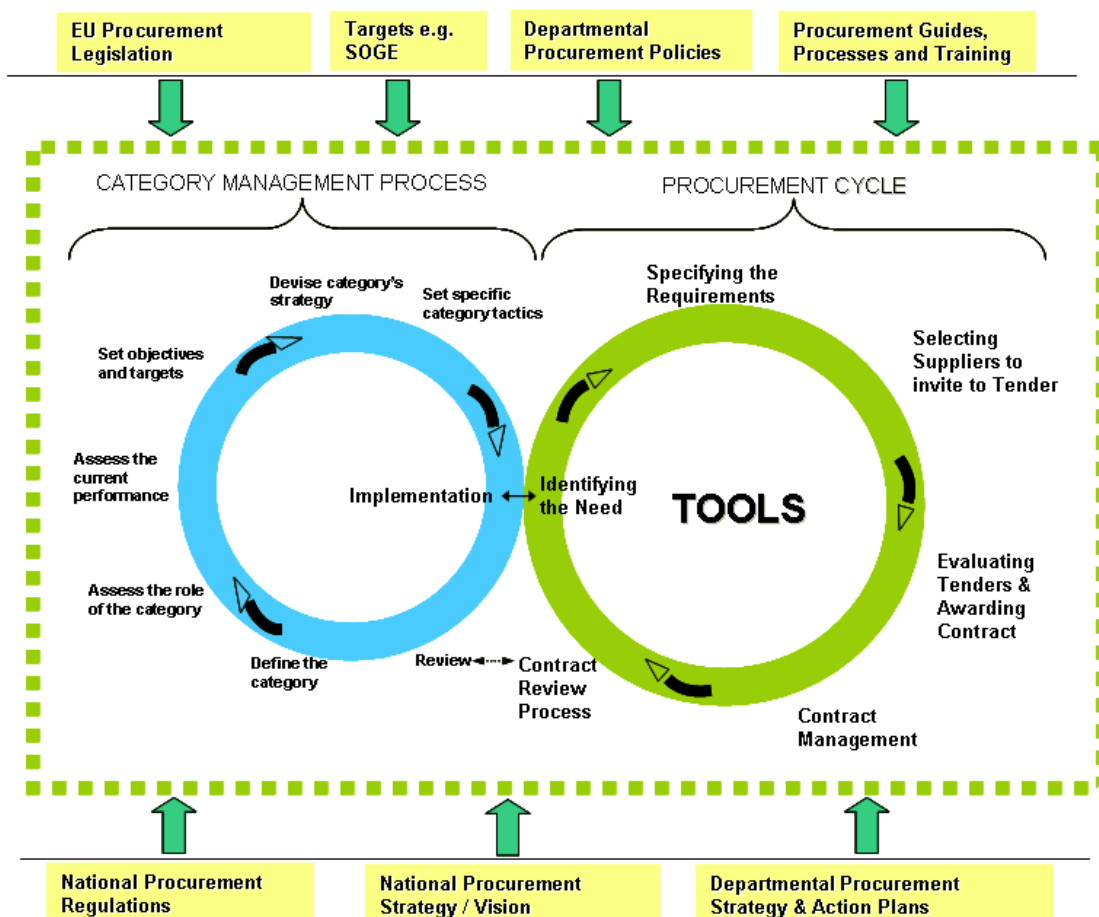 EU Procurement
Legislation
Targets e.g.
SOGE
Departmental
Procurement Policies
Procurement Guides,
Processes and Training
CATEGORY MANAGEMENT PROCESS
PROCUREMENT CYCLE
Devise category's
strategy
Set specific
category tactics
Set objectives
and targets
Assess the
current
performance
Assess the role
of the category
Define the
category
Review
Implementation
Identifying
the Need
Specifying the
Requirements
Selecting
Suppliers to
invite to Tender
TOOLS
Evaluating
Tenders &
Awarding
Contract
Contract
Management
Contract
Review
Process
National Procurement
Regulations
National Procurement
Strategy / Vision
Departmental Procurement
Strategy & Action Plans